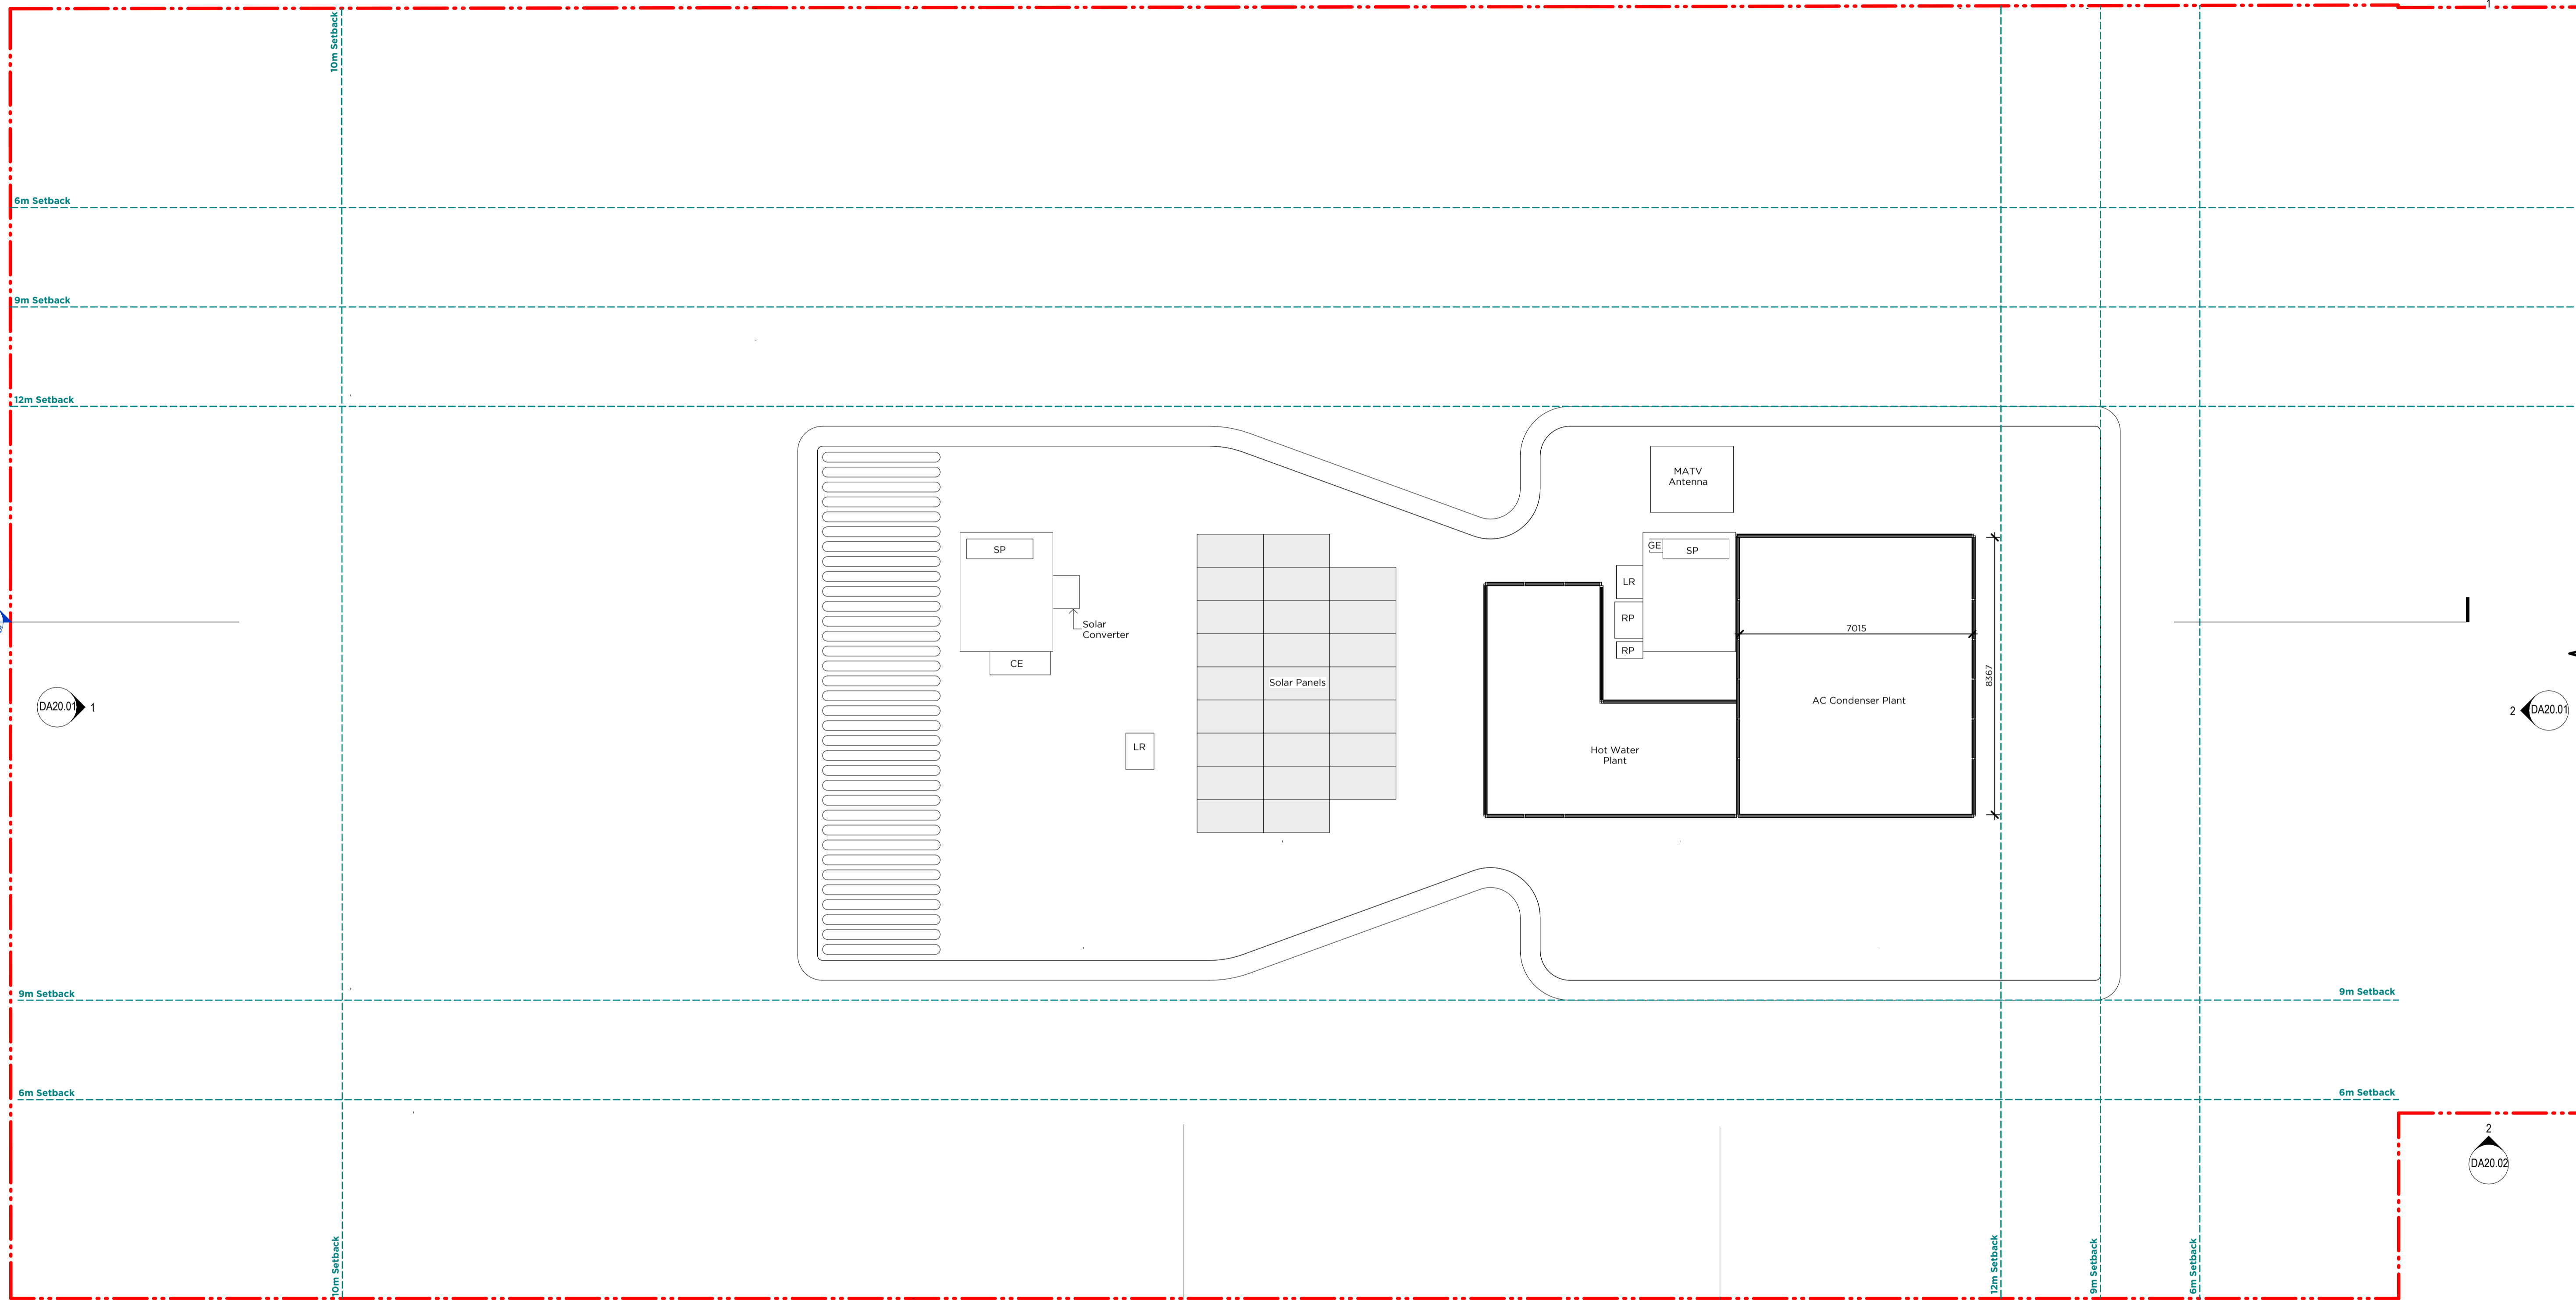 1
10m Setback
6m Setback
9m Setback
12m Setback
MATV
Antenna
SP
GE
SP
LR
RP
RP
Solar
Converter
CE
7015
8367
Solar Panels
AC Condenser Plant
DA20.01
1
2
DA20.01
LR
Hot Water
Plant
9m Setback
9m Setback
6m Setback
6m Setback
2
DA20.02
10m Setback
12m Setback
9m Setback
6m Setback